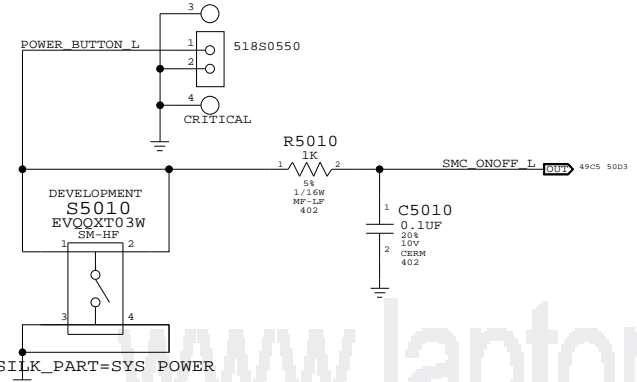 3
POWER_BUTTON_L
1
518S0550
2
4
CRITICAL
R5010
1K
1
2
5%
1/16W
MF-LF
402
SMC_ONOFF_L
OUT
49C5 50D3
DEVELOPMENT
S5010
EVQQXT03W
SM-HF
1
2
3
4
1
C5010
0.1UF
20%
10V
2
CERM
402
SILK_PART=SYS POWER
www.lapto